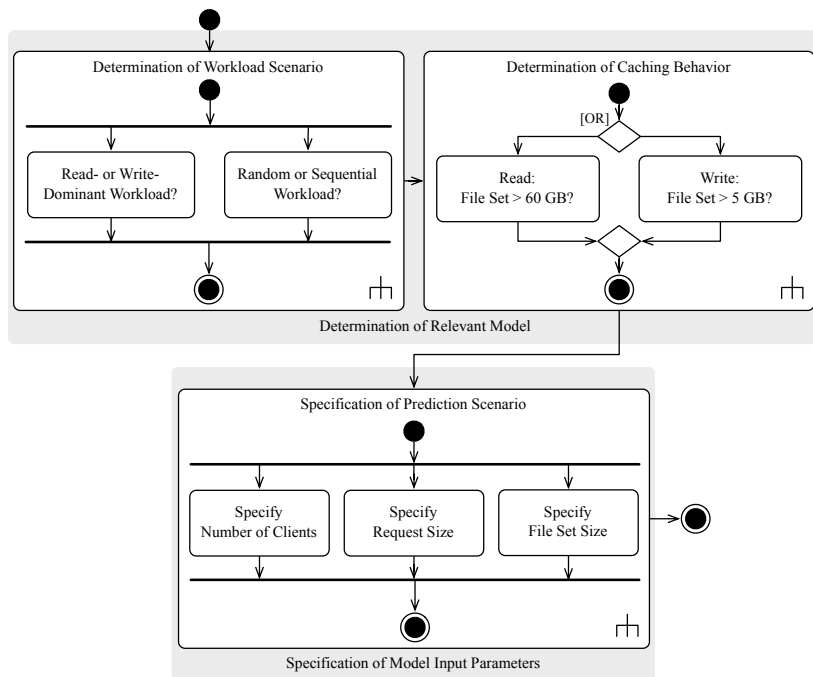 Determination of Workload Scenario
Read- or Write-
Dominant Workload?
Random or Sequential
Workload?
Determination of Caching Behavior
[OR]
Read:
File Set > 60 GB?
Write:
File Set > 5 GB?
Determination of Relevant Model
Specification of Prediction Scenario
Specify
Number of Clients
Specify
Request Size
Specify
File Set Size
Specification of Model Input Parameters